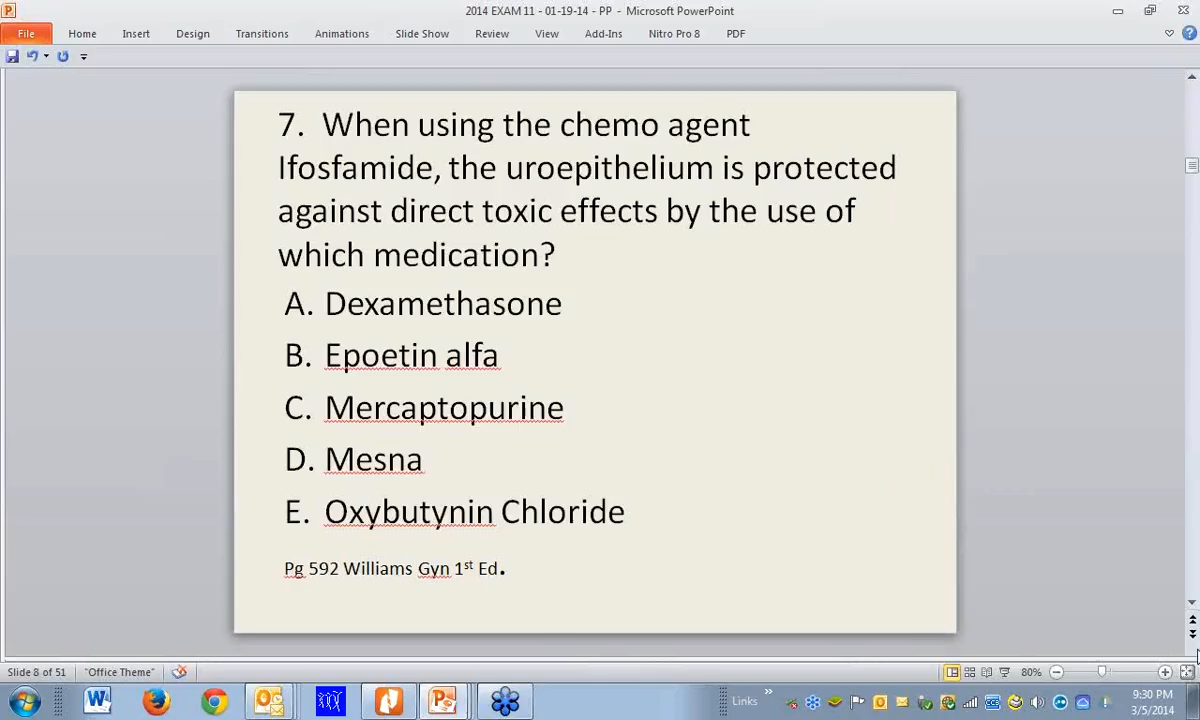 2014 EXAM 11 - 01-19-14 - PP - Microsoft PowerPoint
File Home Insert Design Transitions Animations Slide Show Review View Add-Ins Nitro Pro 8 PDF
7. When using the chemo agent
Ifosfamide, the uroepithelium is protected
against direct toxic effects by the use of
which medication?
A. Dexamethasone
B. Epoetin alfa
C. Mercaptopurine
D. Mesna
E. Oxybutynin Chloride
Pg 592 Williams Gyn 1st Ed.
Slide 8 of 51 "Office Theme" 80%
Links » 9:30 PM
3/5/2014